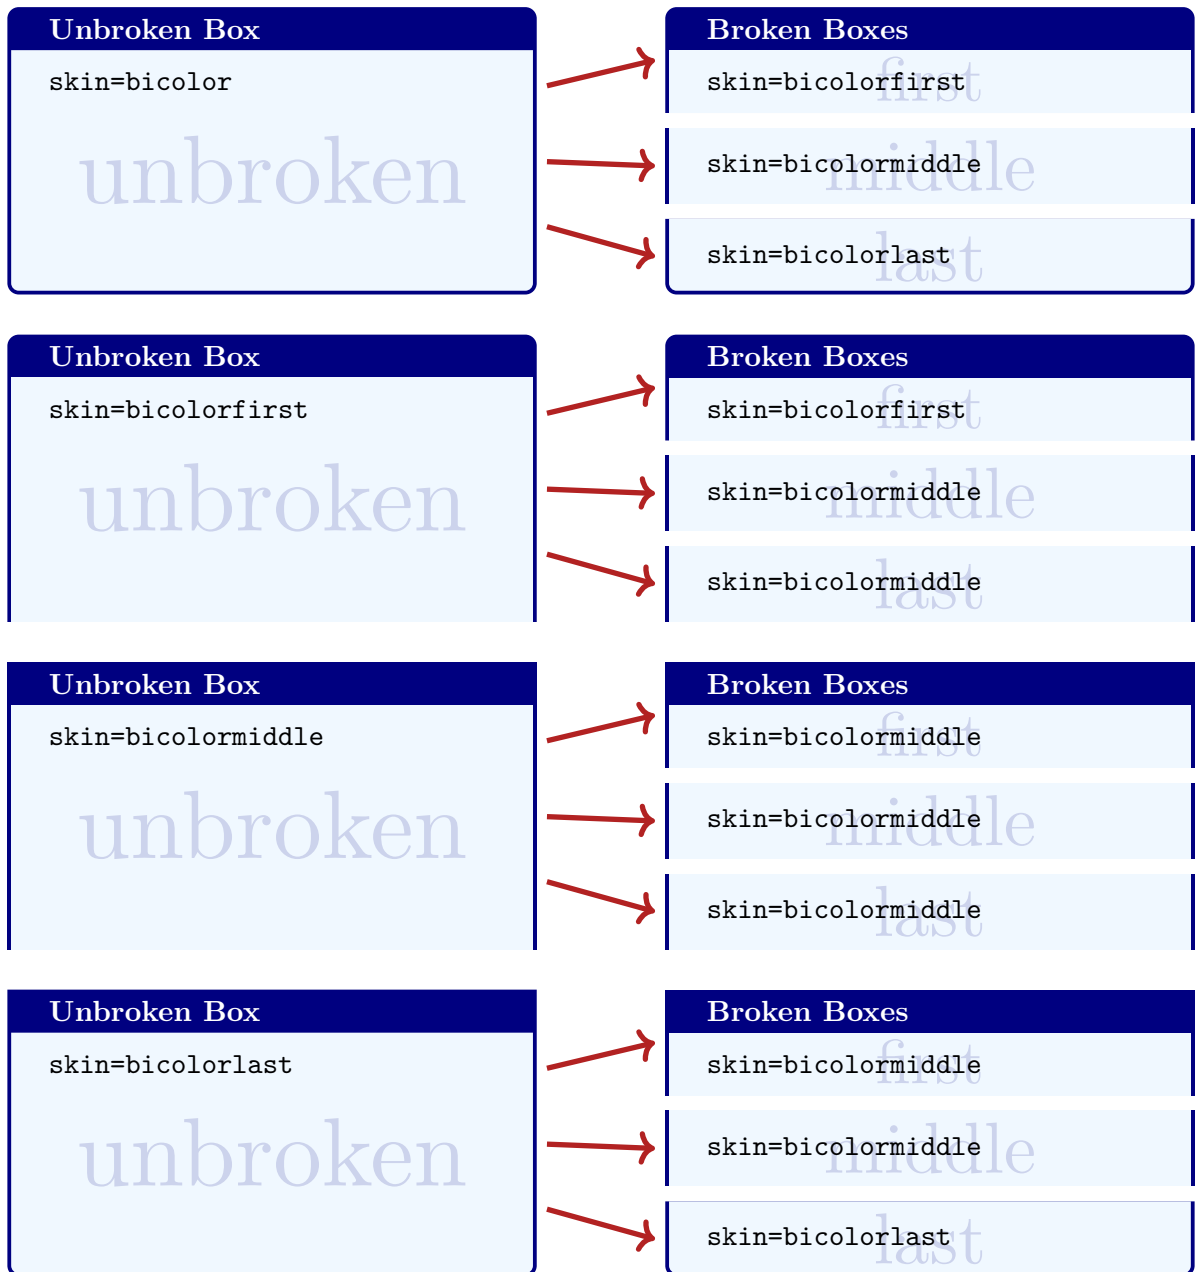 Unbroken Box
skin=bicolor
unbroken
Broken Boxes
first
skin=bicolorfirst
middle
skin=bicolormiddle
last
skin=bicolorlast
Unbroken Box
skin=bicolorfirst
unbroken
Broken Boxes
first
skin=bicolorfirst
middle
skin=bicolormiddle
last
skin=bicolormiddle
Unbroken Box
skin=bicolormiddle
unbroken
Broken Boxes
first
skin=bicolormiddle
middle
skin=bicolormiddle
last
skin=bicolormiddle
Unbroken Box
skin=bicolorlast
unbroken
Broken Boxes
first
skin=bicolormiddle
middle
skin=bicolormiddle
last
skin=bicolorlast